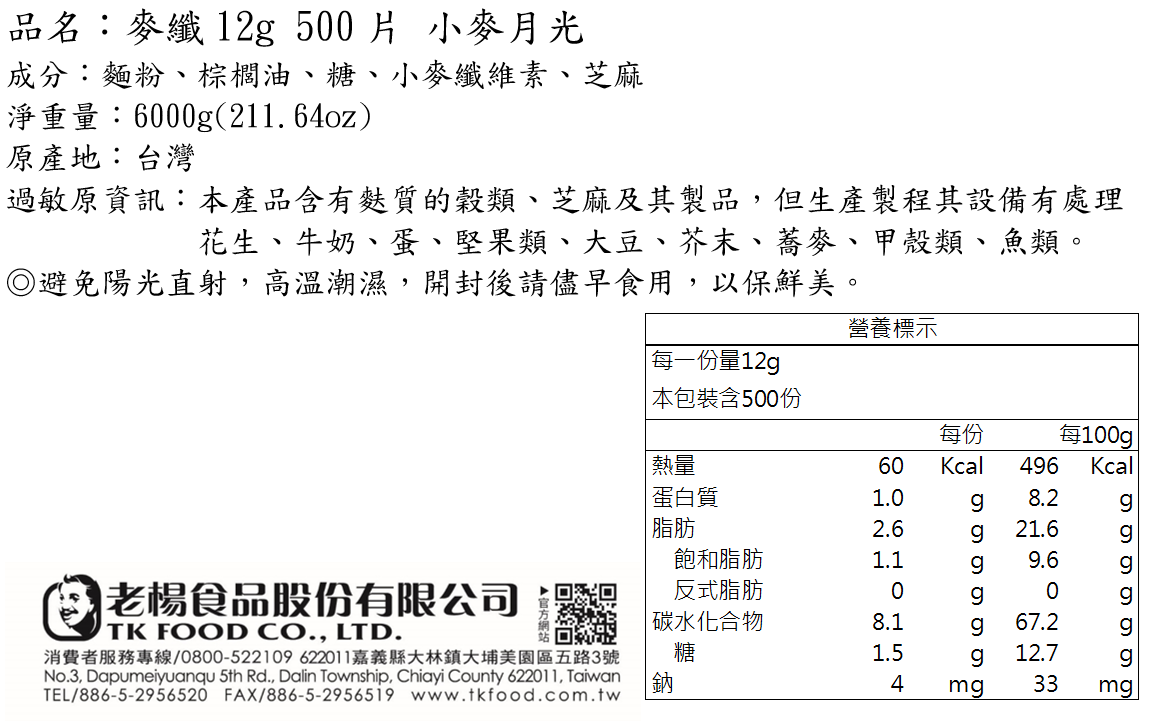 品名：麥纖12g 500片 小麥月光
成分：麵粉、棕櫚油、糖、小麥纖維素、芝麻
淨重量：6000g(211.64oz)
原產地：台灣
過敏原資訊：本產品含有麩質的穀類、芝麻及其製品，但生產製程其設備有處理
花生、牛奶、蛋、堅果類、大豆、芥末、蕎麥、甲殼類、魚類。
◎避免陽光直射，高溫潮濕，開封後請儘早食用，以保鮮美。
營養標示
每一份量12g
本包裝含500份
每份 每100g
熱量 60 Kcal 496 Kcal
蛋白質 1.0 g 8.2 g
脂肪 2.6 g 21.6 g
飽和脂肪 1.1 g 9.6 g
反式脂肪 0 g 0 g
碳水化合物 8.1 g 67.2 g
糖 1.5 g 12.7 g
鈉 4 mg 33 mg
老楊食品股份有限公司
TK FOOD CO., LTD.
▶官方網站
消費者服務專線/0800-522109 622011嘉義縣大林鎮大埔美園區五路3號
No.3, Dapumeiyuanqu 5th Rd., Dalin Township, Chiayi County 622011, Taiwan
TEL/886-5-2956520 FAX/886-5-2956519 www.tkfood.com.tw